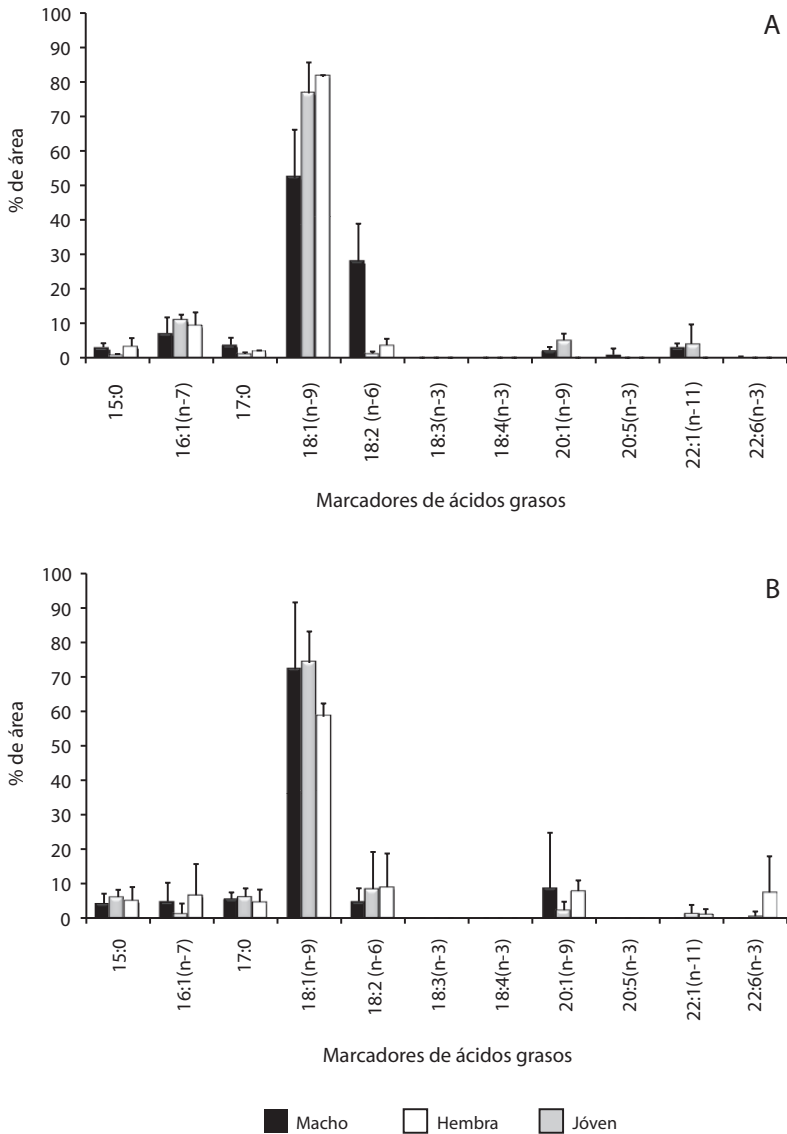 A
% de área
100
90
80
70
60
50
40
30
20
10
0
15:0
16:1(n-7)
17:0
18:1(n-9)
18:2 (n-6)
18:3(n-3)
18:4(n-3)
20:1(n-9)
20:5(n-3)
22:1(n-11)
22:6(n-3)
Marcadores de ácidos grasos
B
% de área
100
90
80
70
60
50
40
30
20
10
0
15:0
16:1(n-7)
17:0
18:1(n-9)
18:2 (n-6)
18:3(n-3)
18:4(n-3)
20:1(n-9)
20:5(n-3)
22:1(n-11)
22:6(n-3)
Marcadores de ácidos grasos
Macho Hembra Jóven